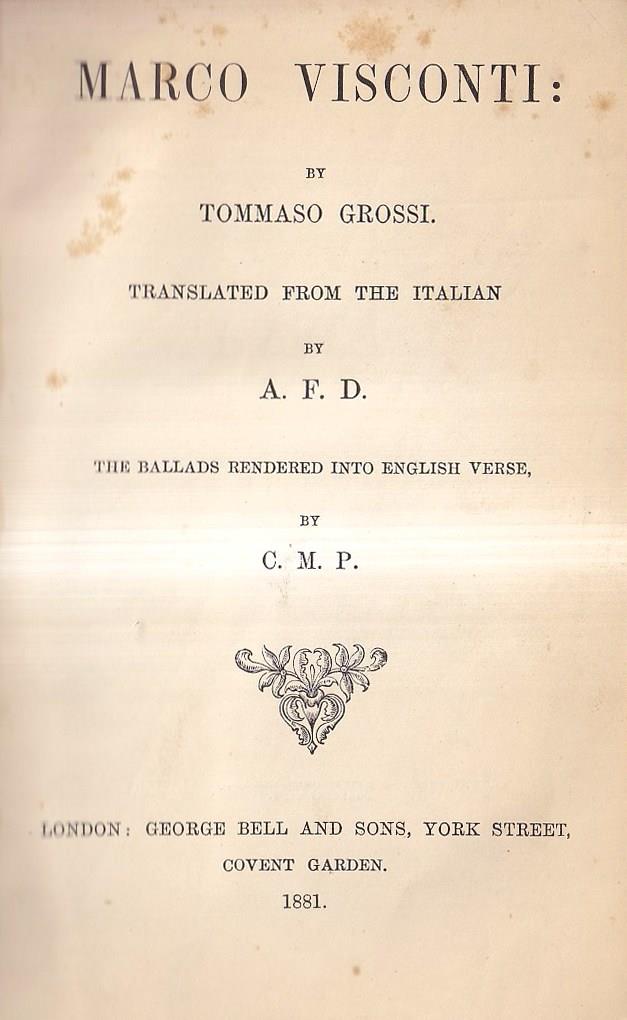 MARCO VISCONTI:
BY
TOMMASO GROSSI.
TRANSLATED FROM THE ITALIAN
BY
A. F. D.
THE BALLADS RENDERED INTO ENGLISH VERSE,
BY
C. M. P.
LONDON: GEORGE BELL AND SONS, YORK STREET,
COVENT GARDEN.
1881.